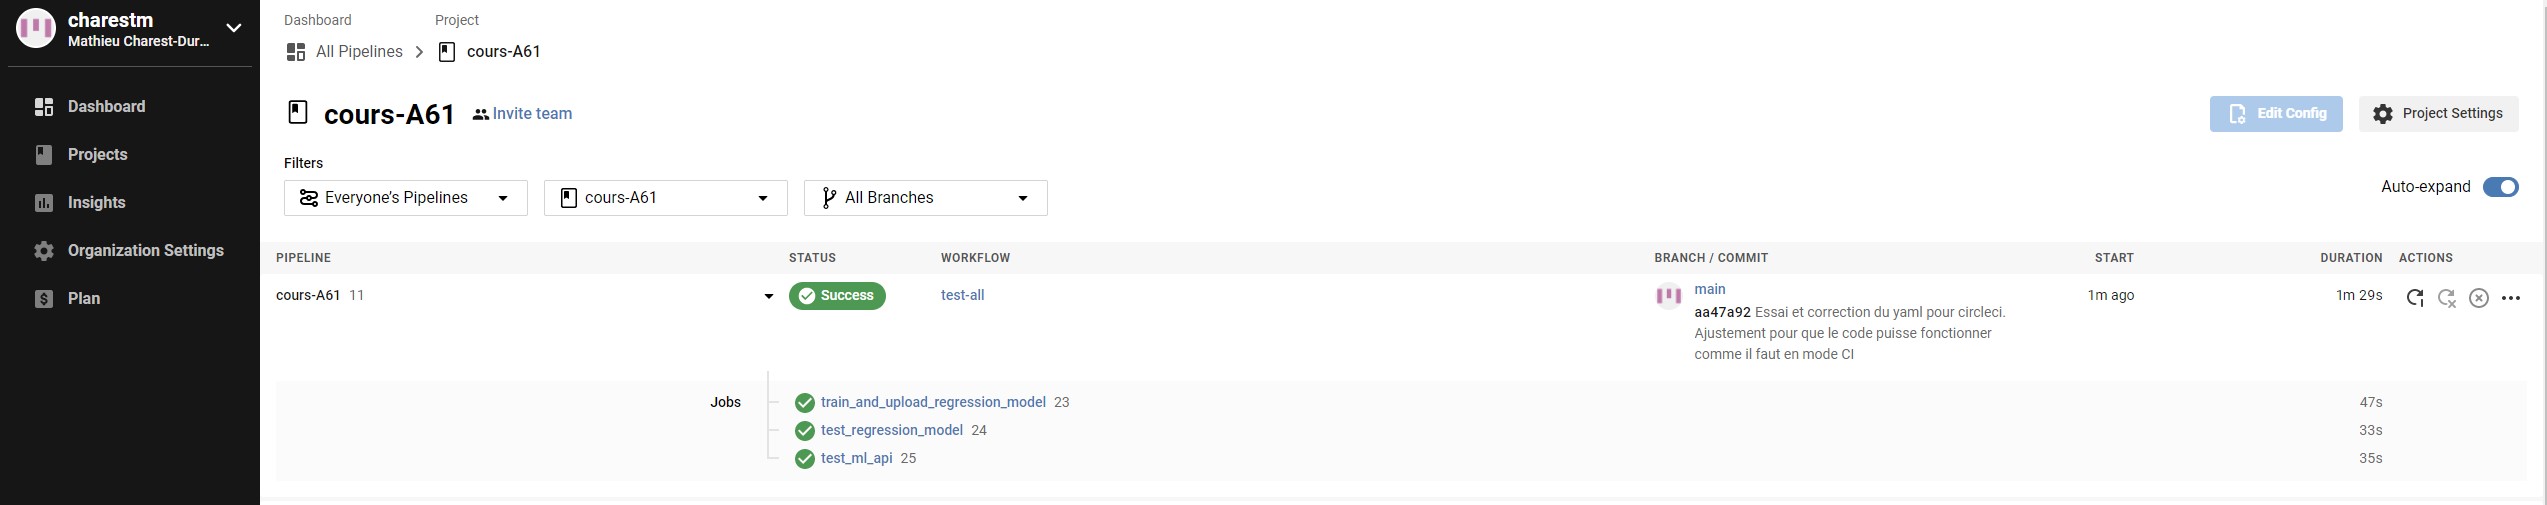 charestm
Mathieu Charest-Dur...
Dashboard
Projects
Insights
Organization Settings
Plan
Dashboard Project
All Pipelines cours-A61
cours-A61 Invite team
Edit Config Project Settings
Filters
Everyone's Pipelines cours-A61 All Branches Auto-expand
PIPELINE STATUS WORKFLOW BRANCH / COMMIT START DURATION ACTIONS
cours-A61 11 Success test-all main 1m ago 1m 29s
aa47a92 Essai et correction du yaml pour circleci.
Ajustement pour que le code puisse fonctionner
comme il faut en mode CI
Jobs train_and_upload_regression_model 23 47s
test_regression_model 24 33s
test_ml_api 25 35s